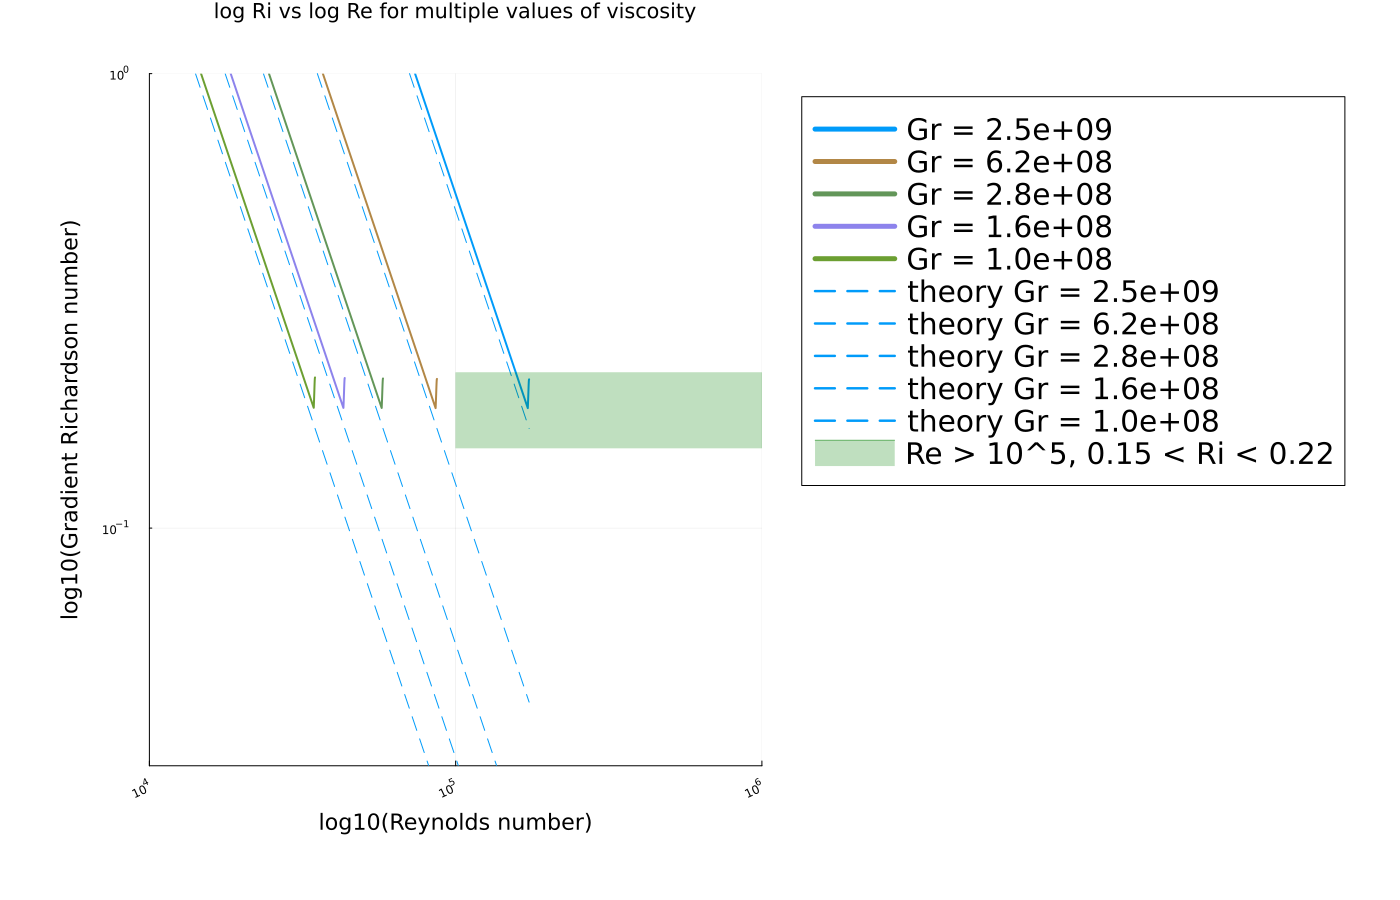 log Ri vs log Re for multiple values of viscosity
10^0
10^-1
log10(Gradient Richardson number)
10^4
10^5
10^6
log10(Reynolds number)
Gr = 2.5e+09
Gr = 6.2e+08
Gr = 2.8e+08
Gr = 1.6e+08
Gr = 1.0e+08
theory Gr = 2.5e+09
theory Gr = 6.2e+08
theory Gr = 2.8e+08
theory Gr = 1.6e+08
theory Gr = 1.0e+08
Re > 10^5, 0.15 < Ri < 0.22